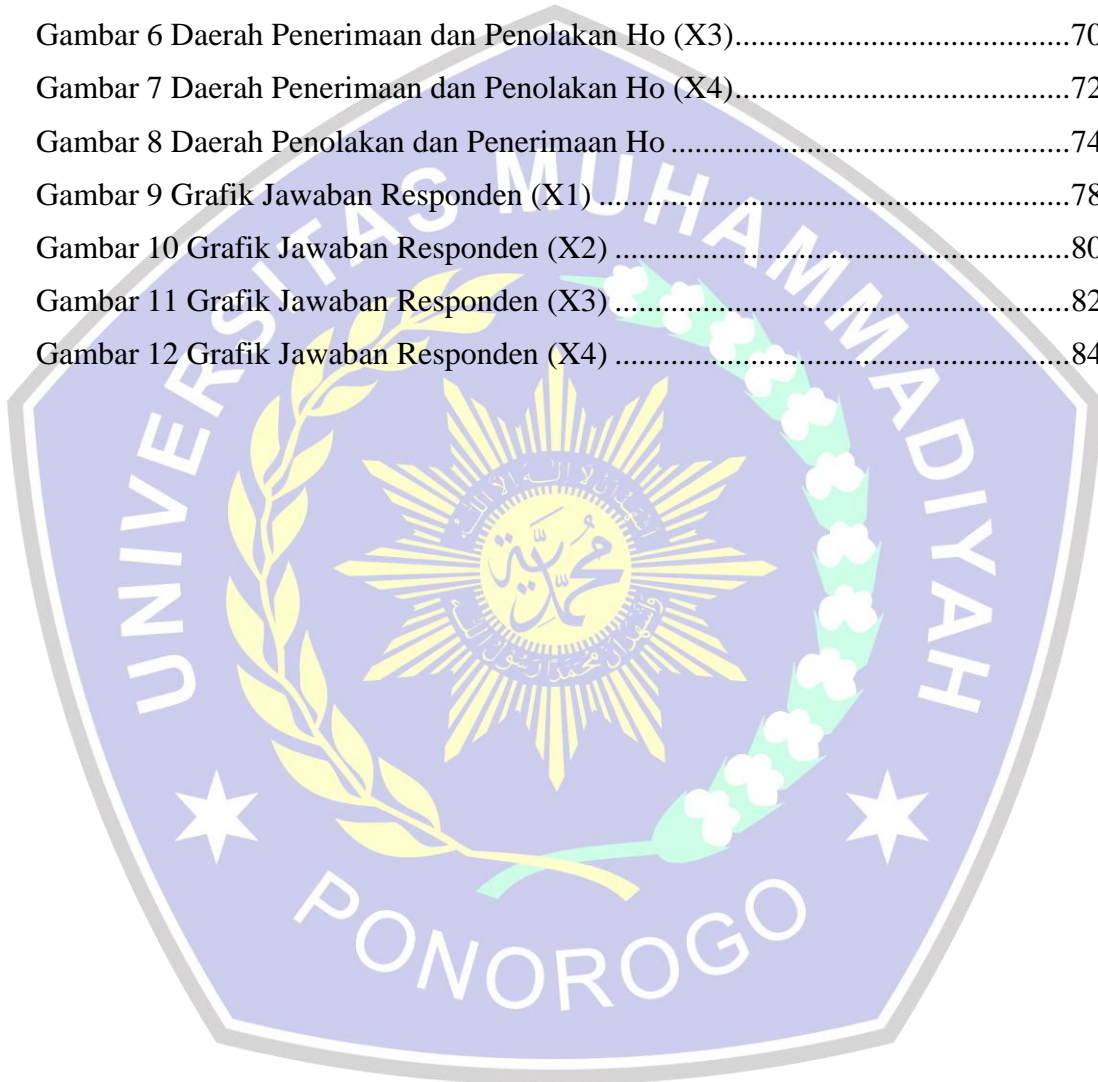 Gambar 6 Daerah Penerimaan dan Penolakan Ho (X3)..........................................70
Gambar 7 Daerah Penerimaan dan Penolakan Ho (X4)..........................................72
Gambar 8 Daerah Penolakan dan Penerimaan Ho ..................................................74
Gambar 9 Grafik Jawaban Responden (X1) ...........................................................78
Gambar 10 Grafik Jawaban Responden (X2) .........................................................80
Gambar 11 Grafik Jawaban Responden (X3) .........................................................82
Gambar 12 Grafik Jawaban Responden (X4) .........................................................84
UNIVERSITAS MUHAMMADIYAH
PONOROGO